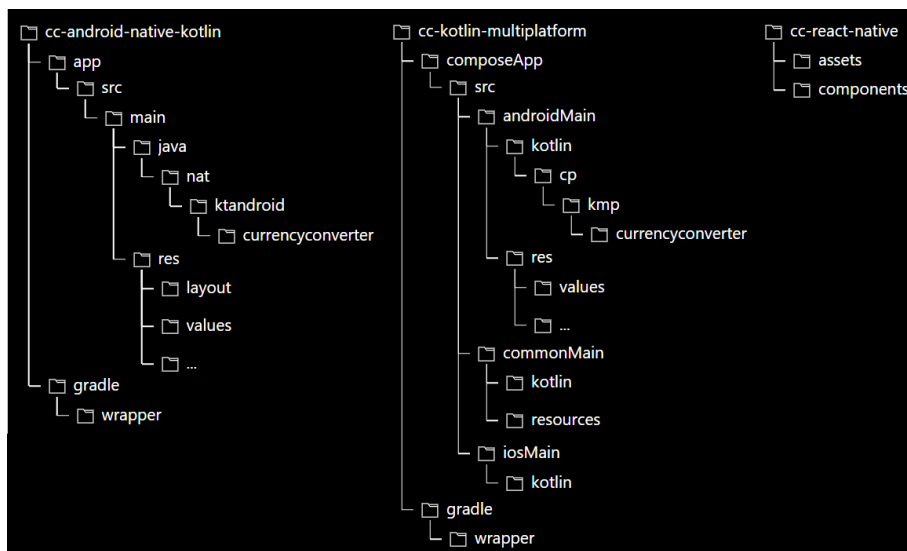 cc-android-native-kotlin
app
src
main
java
nat
ktandroid
currencyconverter
res
layout
values
...
gradle
wrapper
cc-kotlin-multiplatform
composeApp
src
androidMain
kotlin
cp
kmp
currencyconverter
res
values
...
commonMain
kotlin
resources
iosMain
kotlin
gradle
wrapper
cc-react-native
assets
components